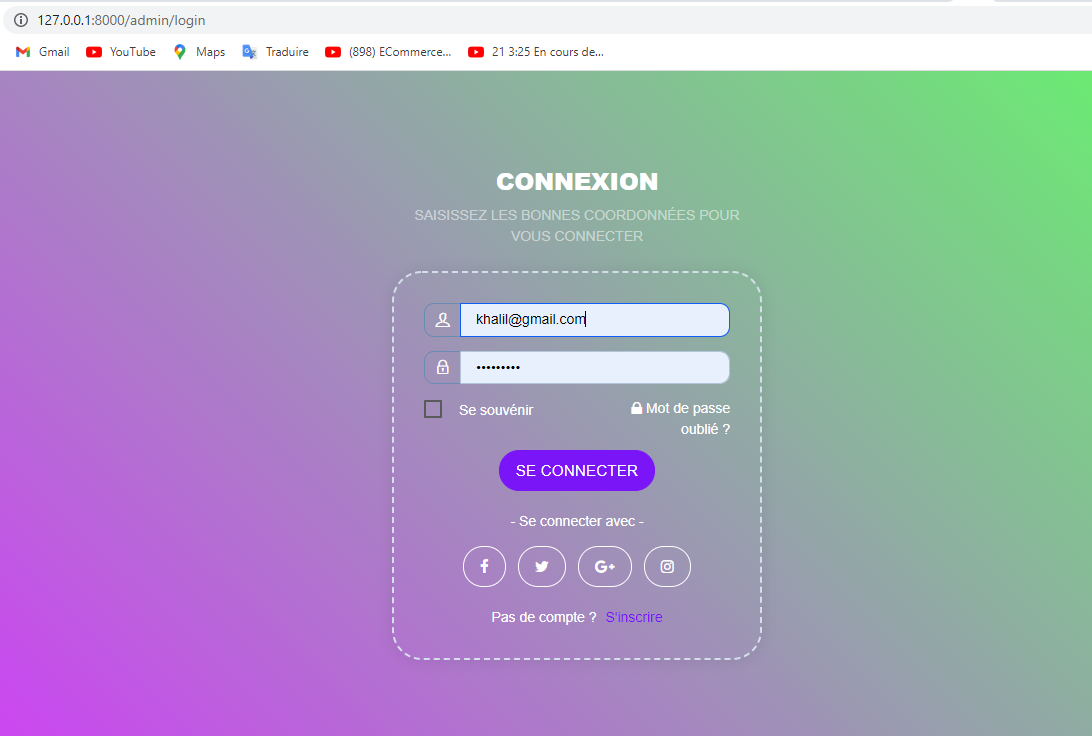 127.0.0.1:8000/admin/login
Gmail YouTube Maps Traduire (898) ECommerce... 21 3:25 En cours de...
CONNEXION
SAISISSEZ LES BONNES COORDONNÉES POUR
VOUS CONNECTER
khalil@gmail.com
•••••••••
Se souvénir
Mot de passe
oublié ?
SE CONNECTER
- Se connecter avec -
Pas de compte ? S'inscrire